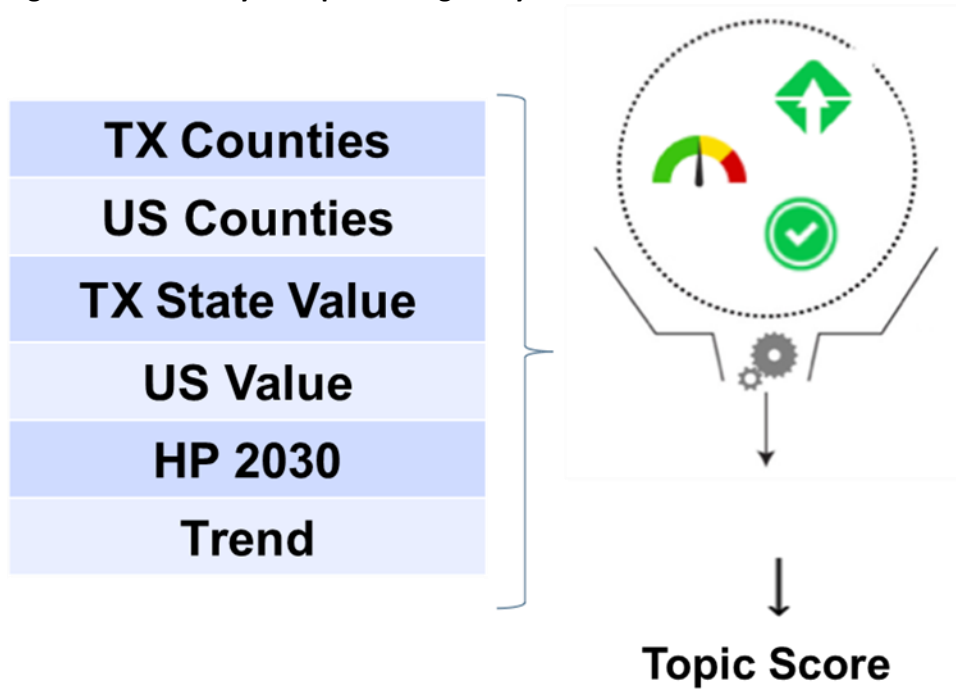 TX Counties
US Counties
TX State Value
US Value
HP 2030
Trend
Topic Score